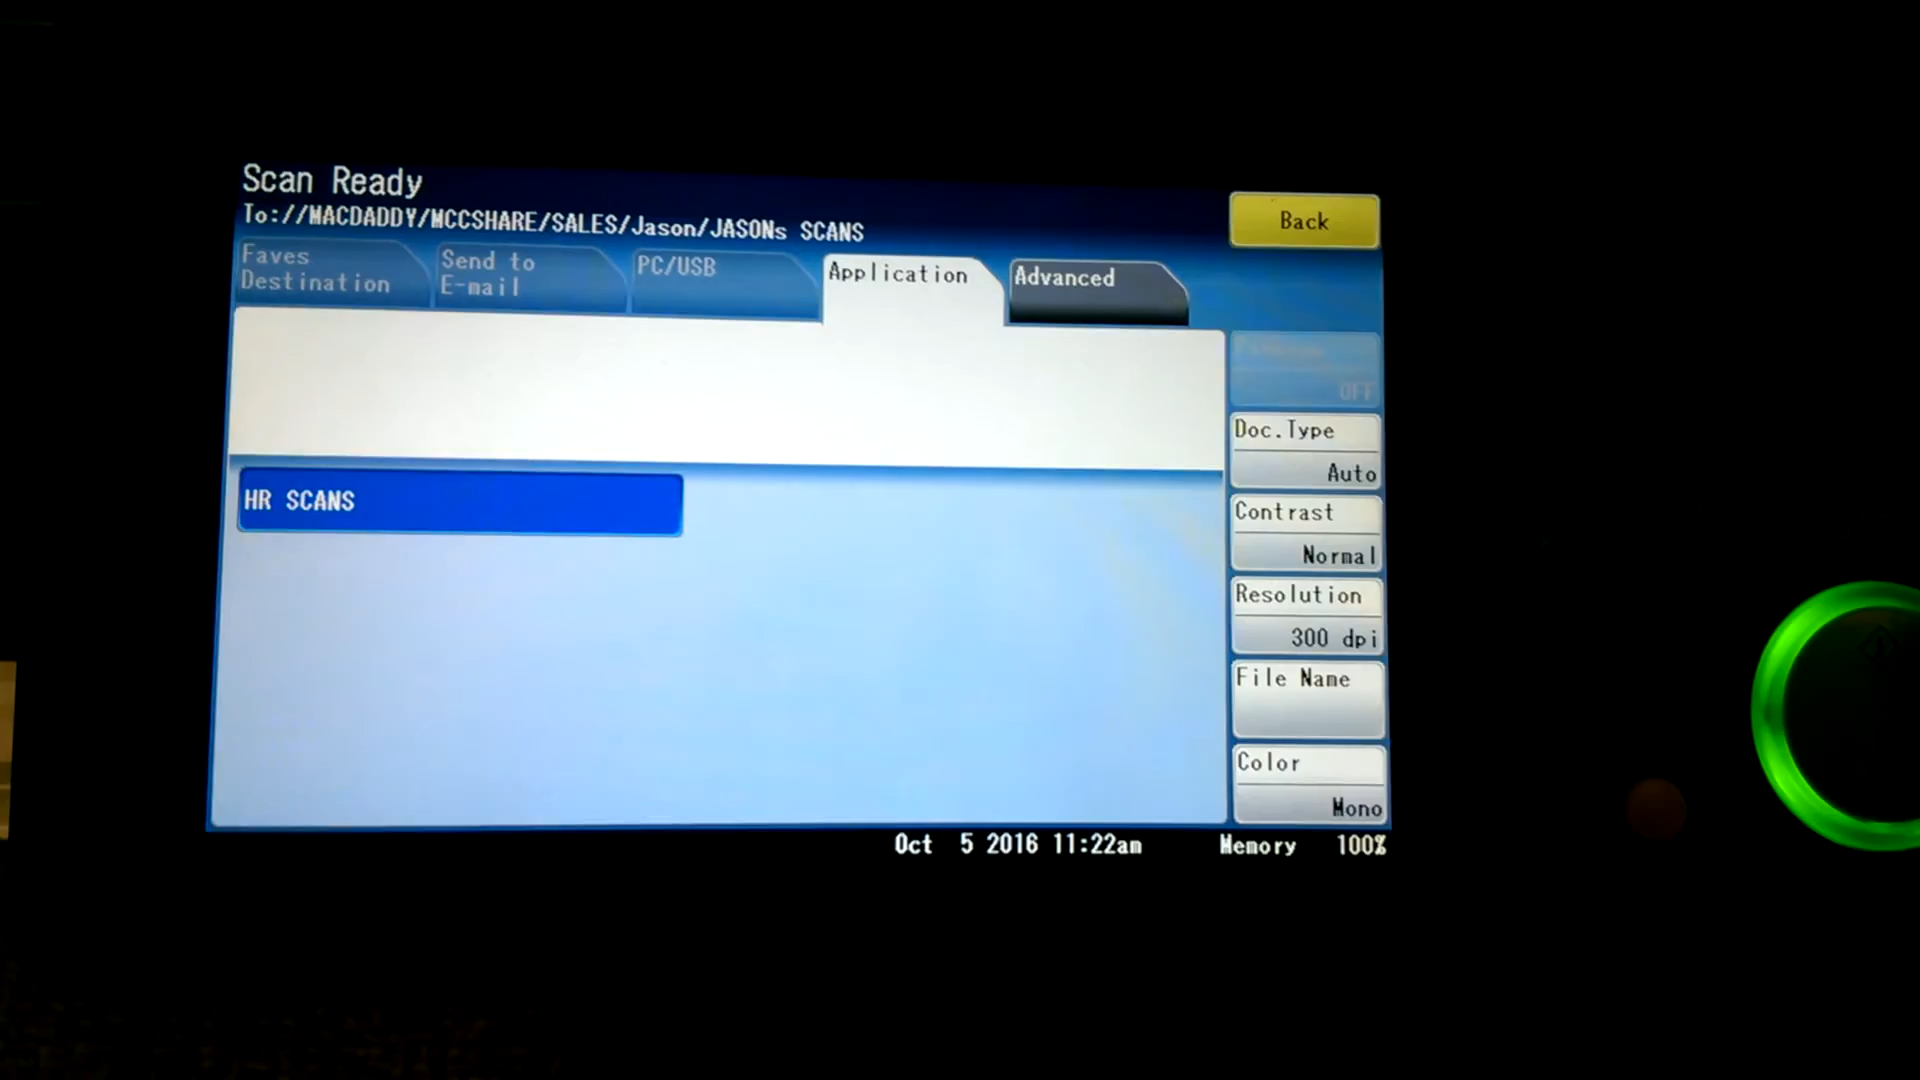 Scan Ready
To://MACDADDY/MCCSHARE/SALES/Jason/JASONs SCANS
Back
Faves
Destination
Send to
E-mail
PC/USB
Application
Advanced
OFF
Doc.Type
Auto
HR SCANS
Contrast
Normal
Resolution
300 dpi
File Name
Color
Mono
Oct 5 2016 11:22am
Memory 100%